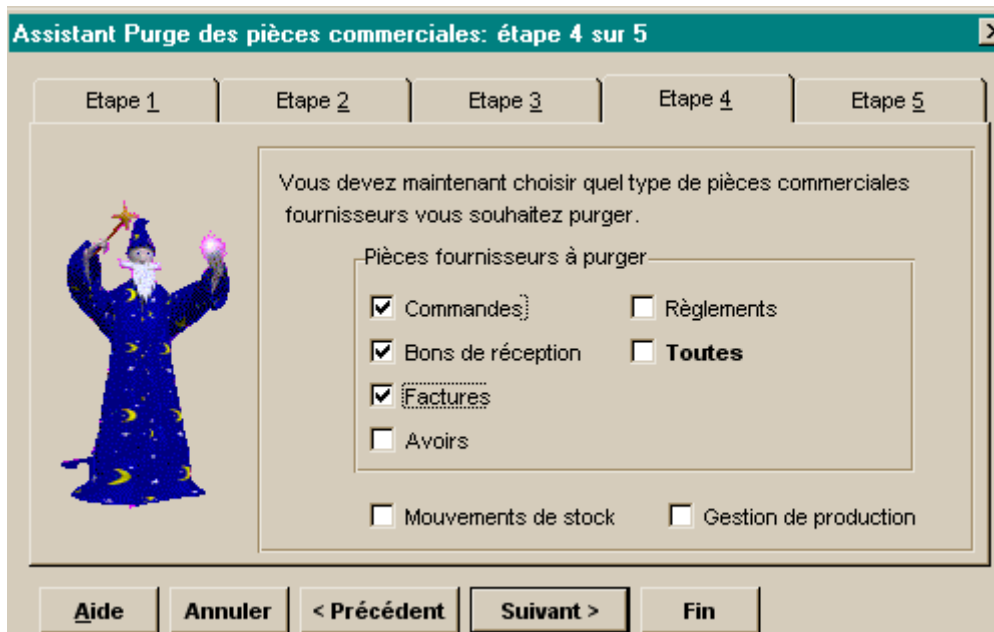 Assistant Purge des pièces commerciales: étape 4 sur 5
Etape 1 Etape 2 Etape 3 Etape 4 Etape 5
Vous devez maintenant choisir quel type de pièces commerciales
fournisseurs vous souhaitez purger.
Pièces fournisseurs à purger
Commandes Règlements
Bons de réception Toutes
Factures
Avoirs
Mouvements de stock Gestion de production
Aide Annuler < Précédent Suivant > Fin